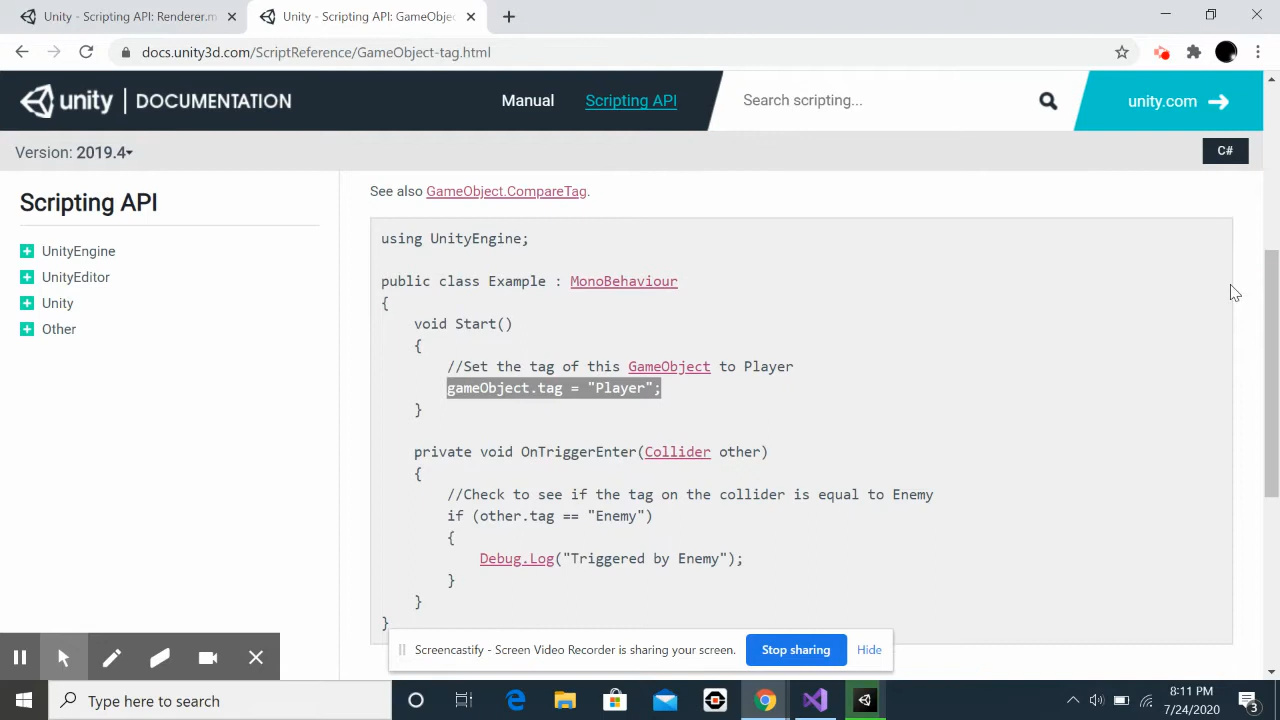 Unity - Scripting API: Renderer.m
Unity - Scripting API: GameObjec
docs.unity3d.com/ScriptReference/GameObject-tag.html
unity | DOCUMENTATION
Manual
Scripting API
Search scripting...
unity.com
Version: 2019.4
C#
Scripting API
UnityEngine
UnityEditor
Unity
Other
See also GameObject.CompareTag.
using UnityEngine;
public class Example : MonoBehaviour
{
void Start()
{
//Set the tag of this GameObject to Player
gameObject.tag = "Player";
}
private void OnTriggerEnter(Collider other)
{
//Check to see if the tag on the collider is equal to Enemy
if (other.tag == "Enemy")
{
Debug.Log("Triggered by Enemy");
}
}
}
Screencastify - Screen Video Recorder is sharing your screen.
Stop sharing
Hide
Type here to search
8:11 PM
7/24/2020
3